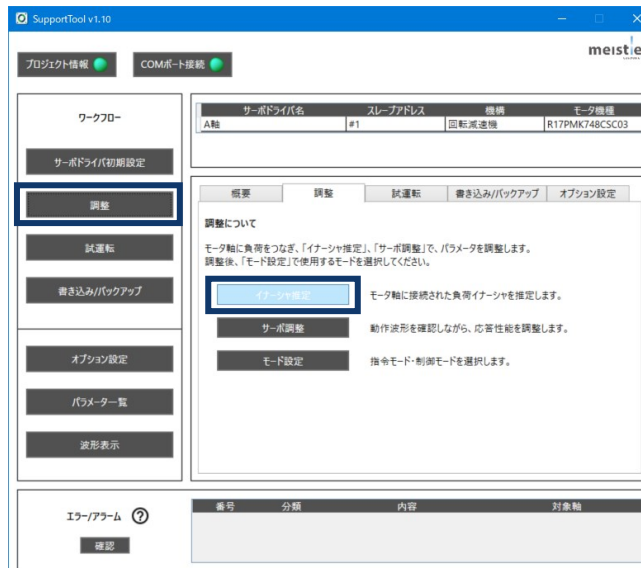 SupportTool v1.10
プロジェクト情報
COMポート接続
meistle
ワークフロー
サーボドライバ初期設定
調整
試運転
書き込み/バックアップ
オプション設定
パラメータ一覧
波形表示
サーボドライバ名 スレーブアドレス 機構 モータ機種
A軸 #1 回転減速機 R17PMK748CSC03
概要 調整 試運転 書き込み/バックアップ オプション設定
調整について
モータ軸に負荷をつなぎ、「イナーシャ推定」、「サーボ調整」で、パラメータを調整します。
調整後、「モード設定」で使用するモードを選択してください。
イナーシャ推定 モータ軸に接続された負荷イナーシャを推定します。
サーボ調整 動作波形を確認しながら、応答性能を調整します。
モード設定 指令モード・制御モードを選択します。
エラー/アラーム ?
確認
番号 分類 内容 対象軸